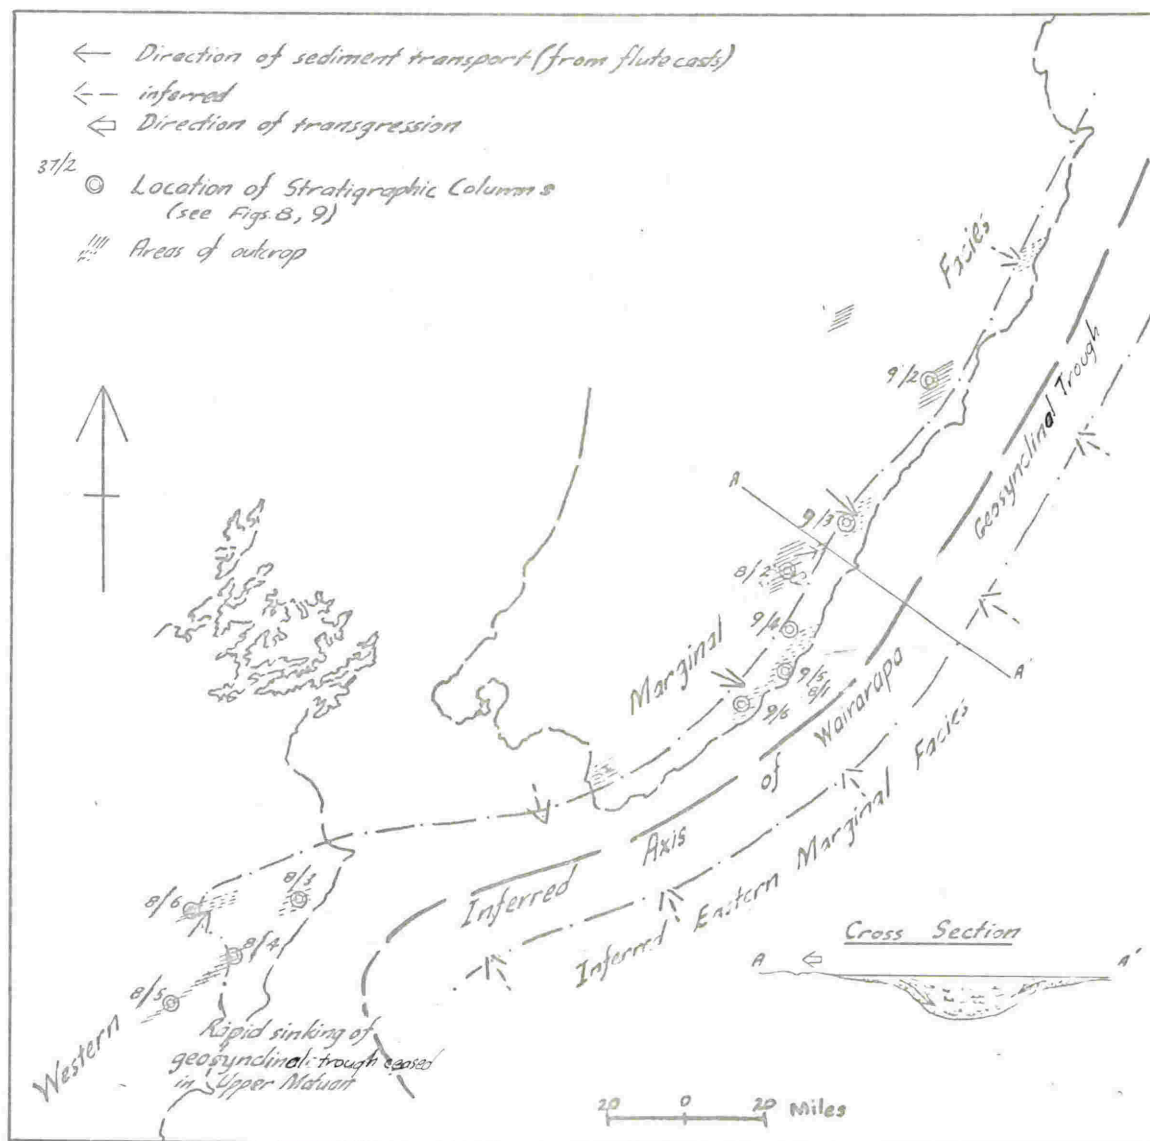 Direction of sediment transport (from flute casts)
inferred
Direction of transgression
37/2
Location of Stratigraphic Columns
(see Figs. 8, 9)
Areas of outcrop
Facies
9/2
Geosynclinal Trough
A
9/3
8/2
9/4
Marginal
9/5
8/1
9/6
A'
of Wairarapa
Axis
Inferred
Inferred Eastern Marginal Facies
8/6
8/3
8/4
8/5
Western
Rapid sinking of
geosynclinal trough ceased
in Upper Motuan
Cross Section
A
A'
20 0 20 Miles